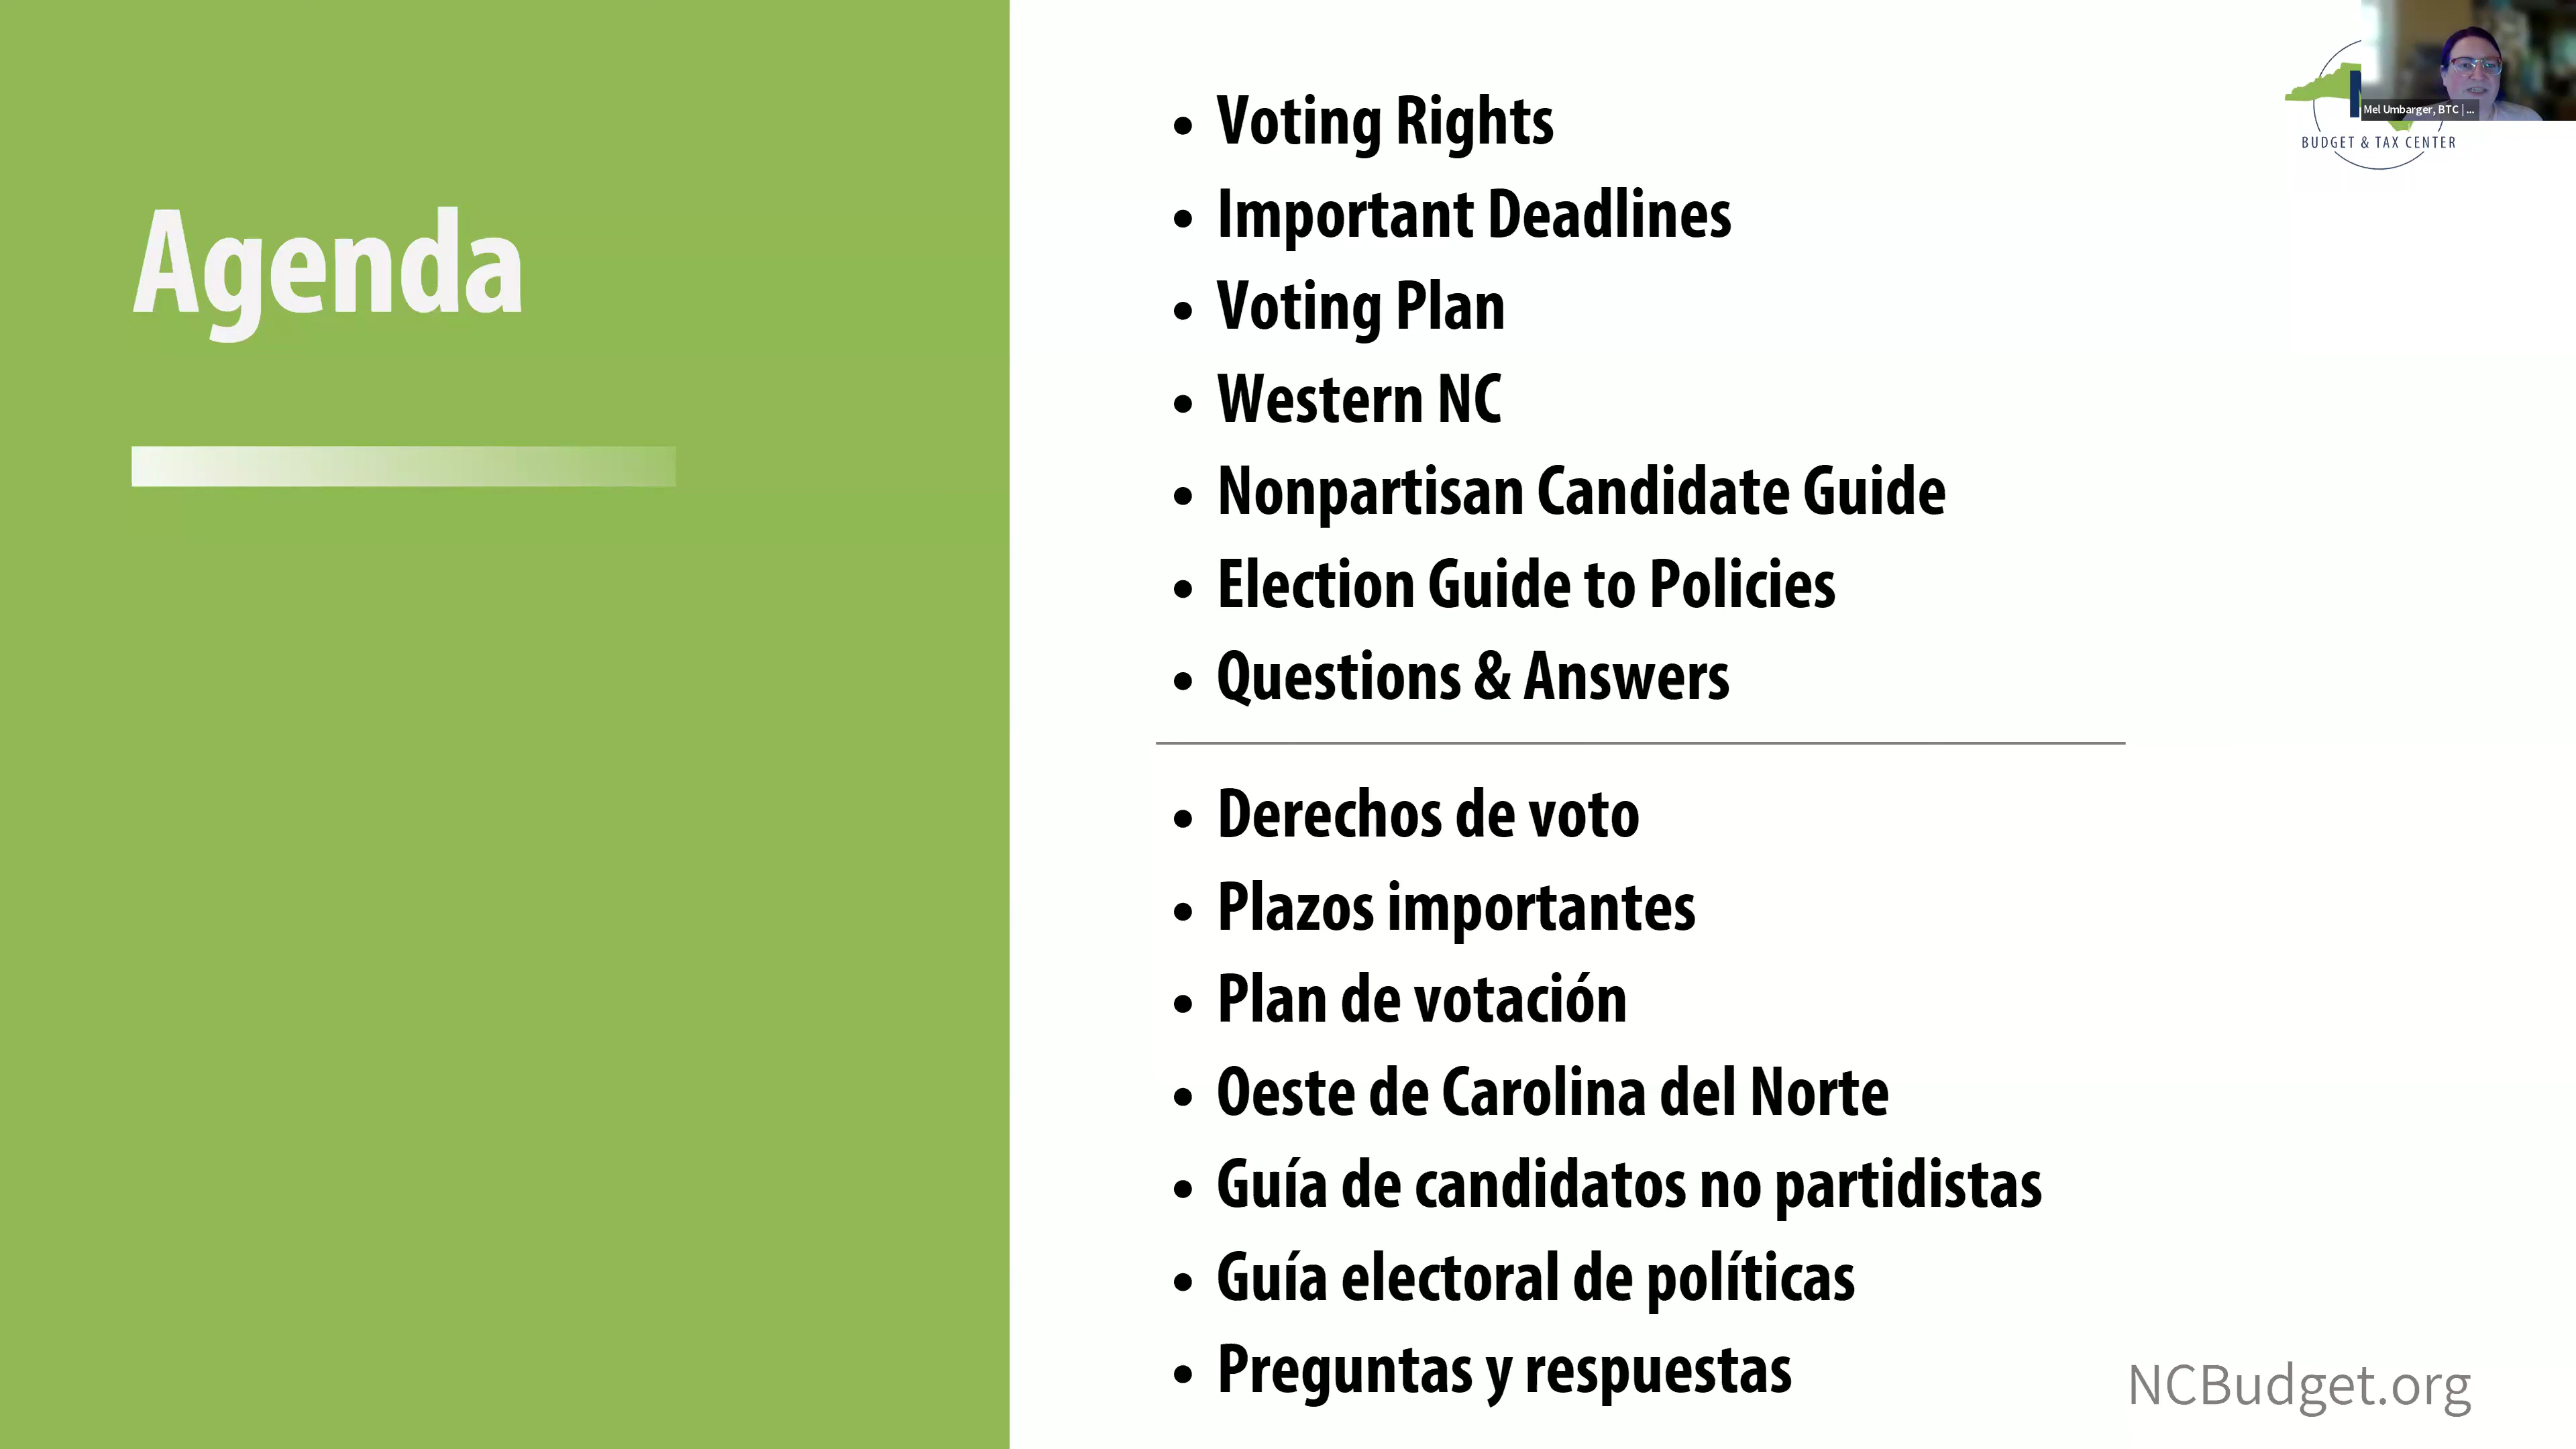 Agenda
• Voting Rights
• Important Deadlines
• Voting Plan
• Western NC
• Nonpartisan Candidate Guide
• Election Guide to Policies
• Questions & Answers
• Derechos de voto
• Plazos importantes
• Plan de votación
• Oeste de Carolina del Norte
• Guía de candidatos no partidistas
• Guía electoral de políticas
• Preguntas y respuestas
Mel Umbarger, BTC | ...
BUDGET & TAX CENTER
NCBudget.org